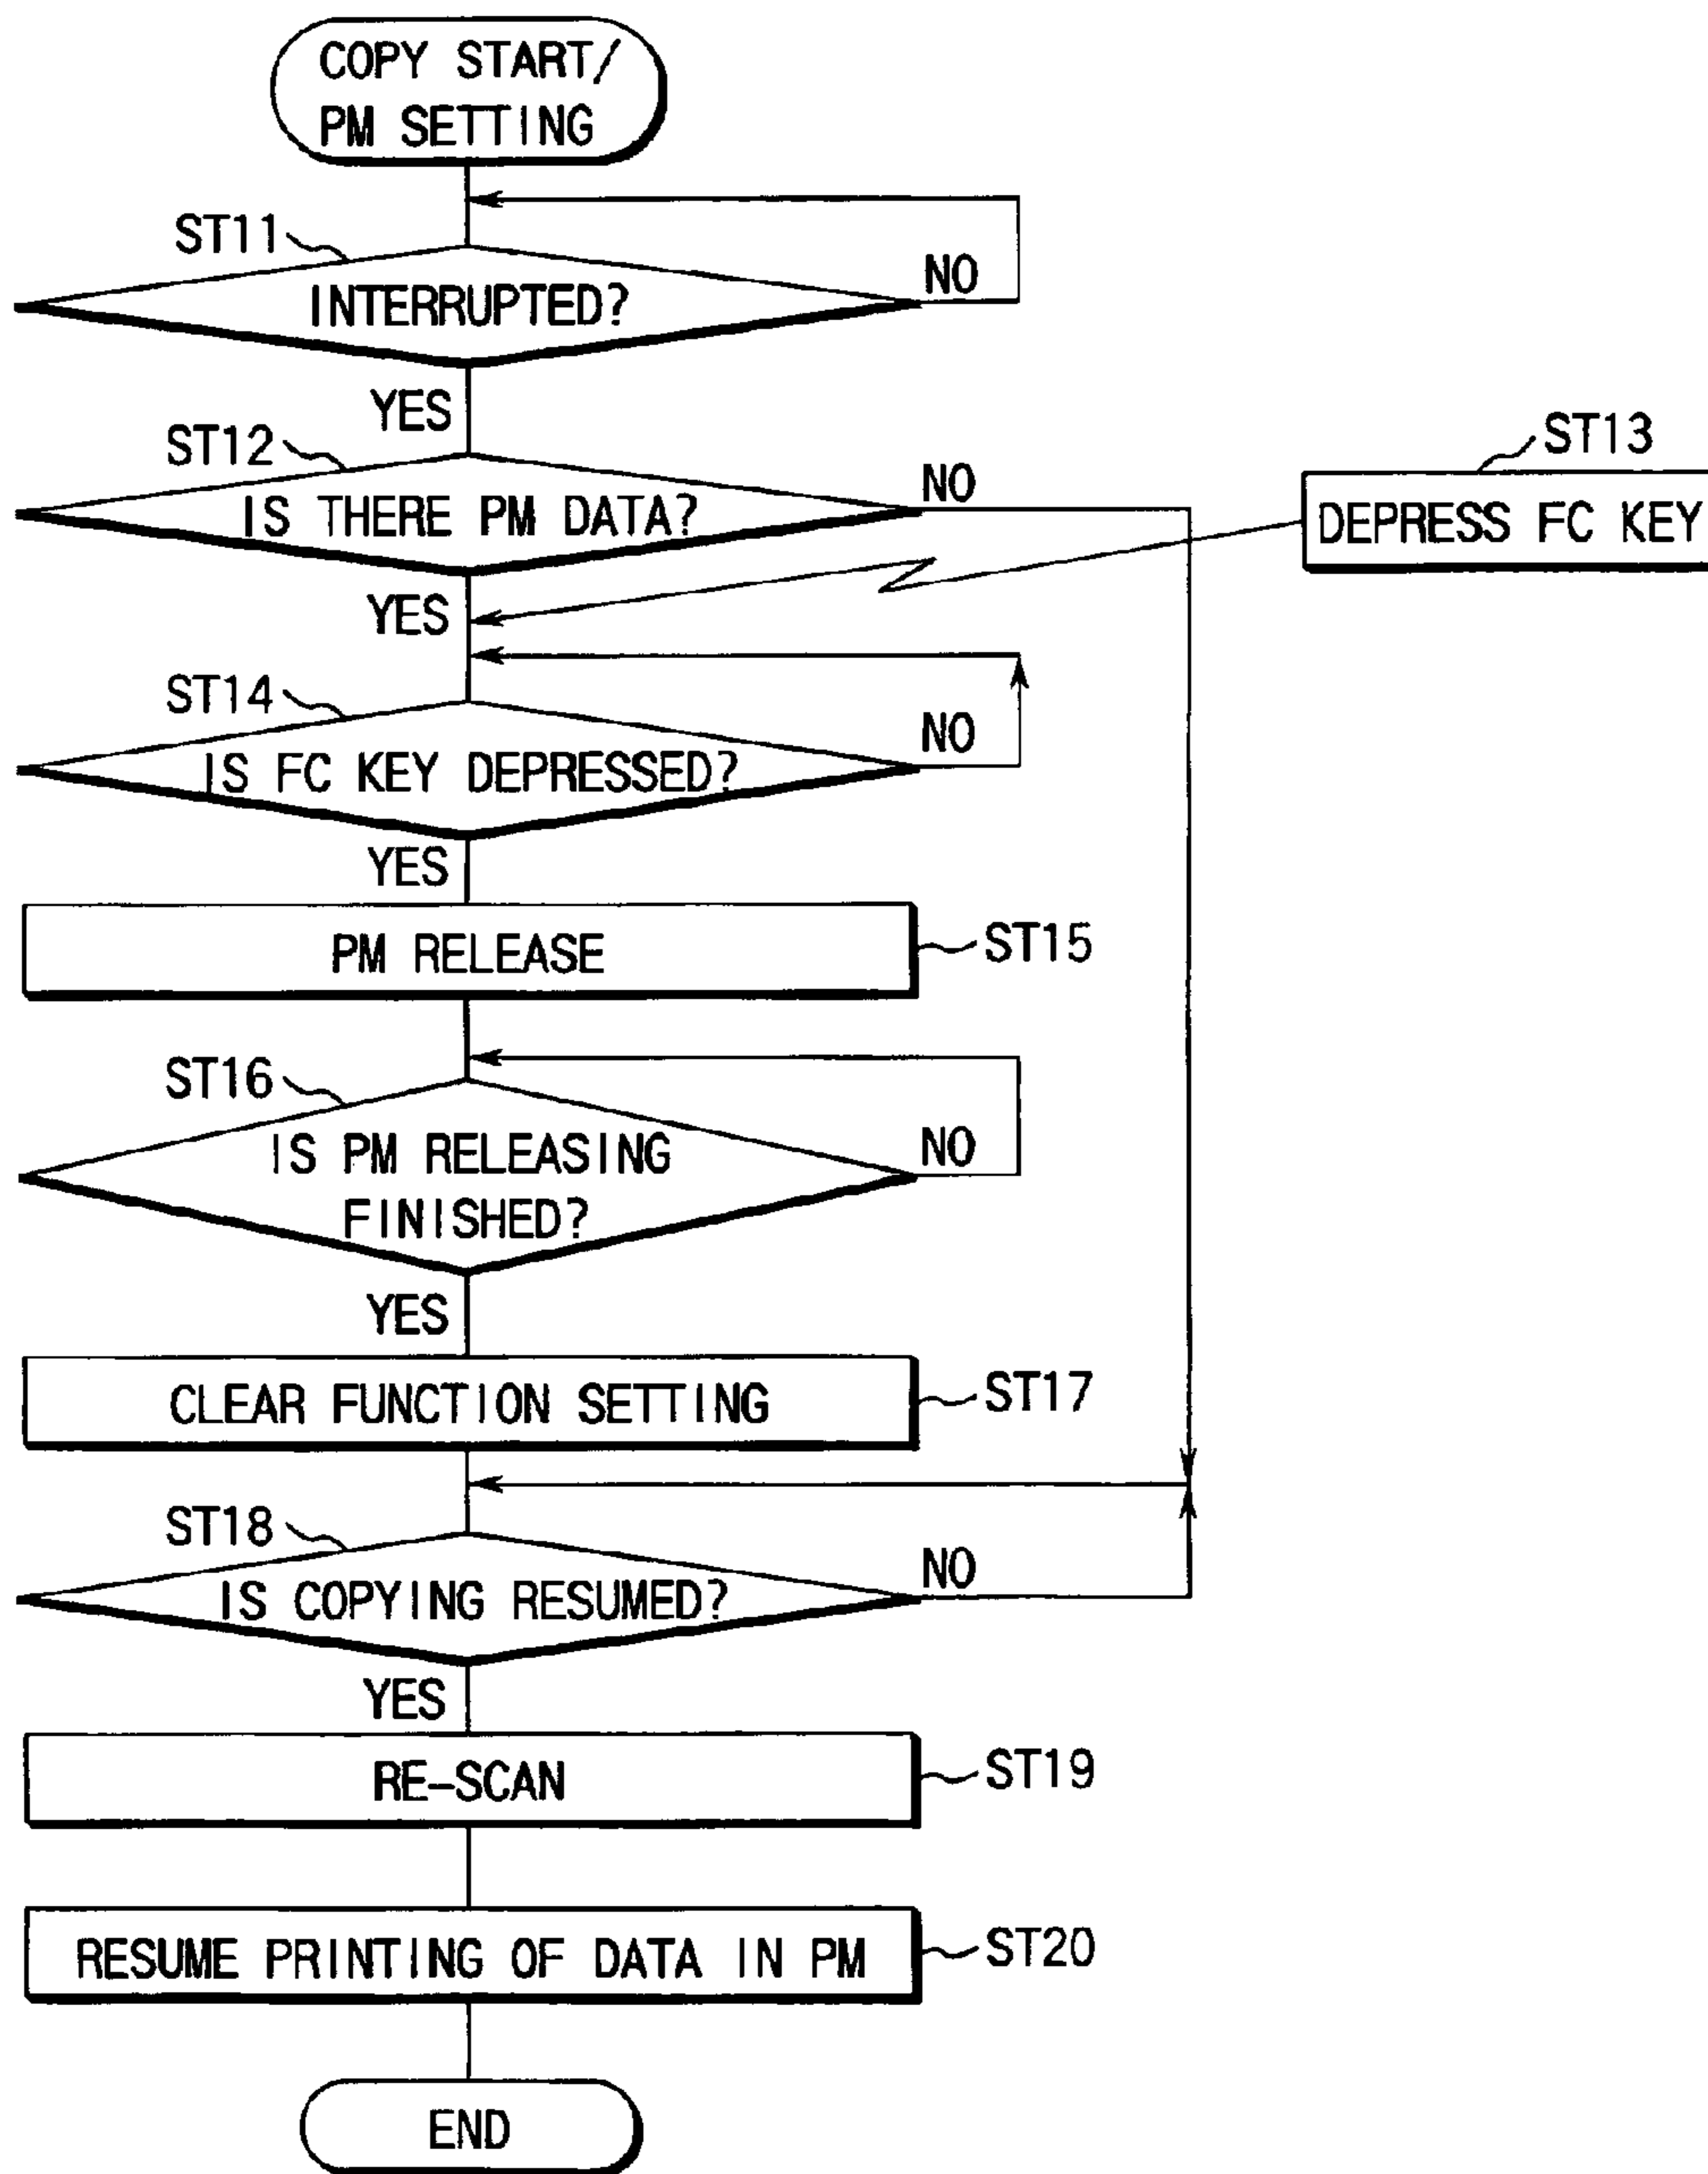 COPY START/
PM SETTING
ST11
INTERRUPTED?
NO
YES
ST12
IS THERE PM DATA?
NO
ST13
DEPRESS FC KEY
YES
ST14
IS FC KEY DEPRESSED?
NO
YES
PM RELEASE
ST15
ST16
IS PM RELEASING
FINISHED?
NO
YES
CLEAR FUNCTION SETTING
ST17
ST18
IS COPYING RESUMED?
NO
YES
RE-SCAN
ST19
RESUME PRINTING OF DATA IN PM
ST20
END